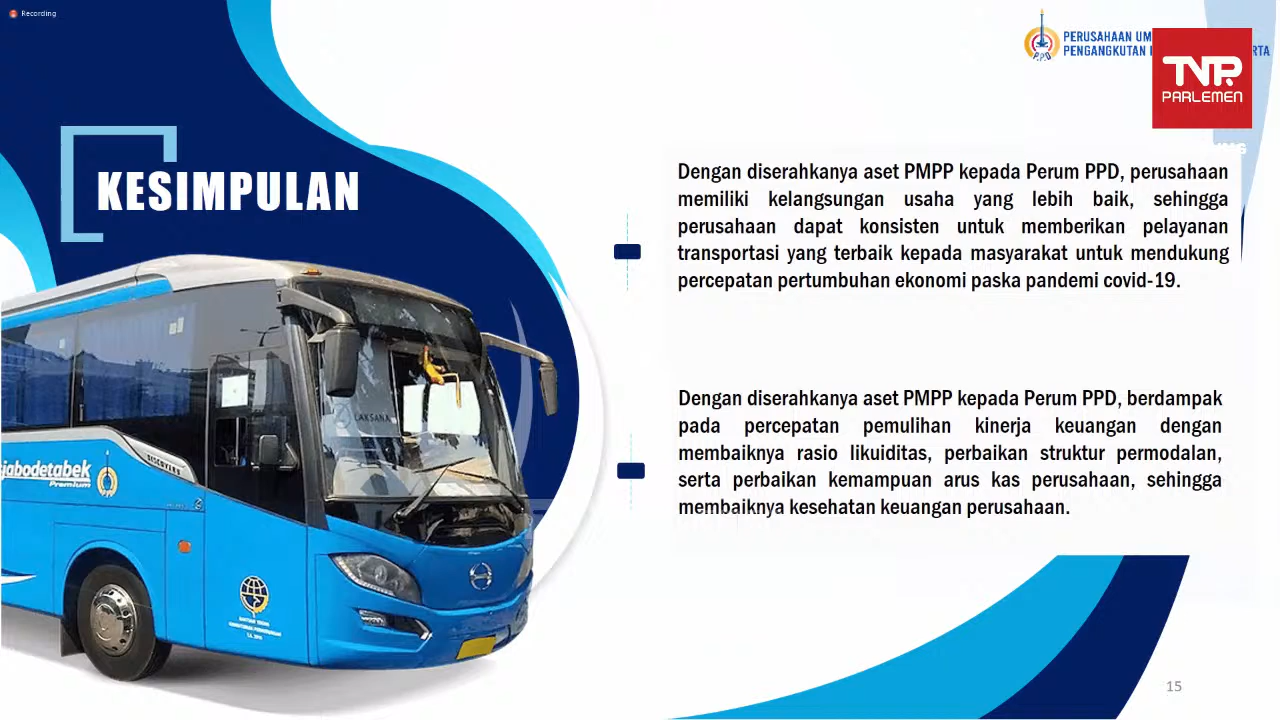 Recording
PERUSAHAAN UM
PENGANGKUTAN
RTA
PPD
TVR
PARLEMEN
KESIMPULAN
Dengan diserahkanya aset PMPP kepada Perum PPD, perusahaan
memiliki kelangsungan usaha yang lebih baik, sehingga
perusahaan dapat konsisten untuk memberikan pelayanan
transportasi yang terbaik kepada masyarakat untuk mendukung
percepatan pertumbuhan ekonomi paska pandemi covid-19.
Dengan diserahkanya aset PMPP kepada Perum PPD, berdampak
pada percepatan pemulihan kinerja keuangan dengan
membaiknya rasio likuiditas, perbaikan struktur permodalan,
serta perbaikan kemampuan arus kas perusahaan, sehingga
membaiknya kesehatan keuangan perusahaan.
LAKSANA
jabodetabek
Premium
DISCOVERY
15